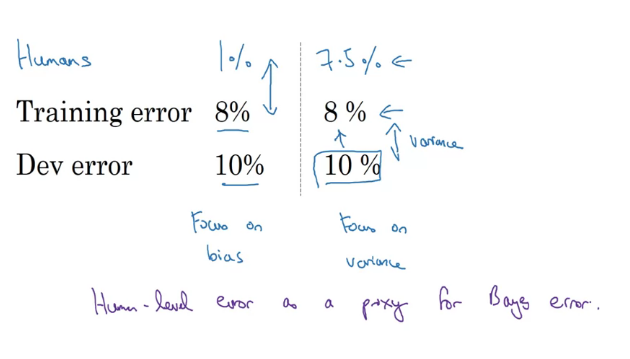 Humans 1% 7.5%
Training error 8% 8 %
Dev error 10% 10 %
variance
Focus on bias
Focus on variance
Human-level error as a proxy for Bayes error.